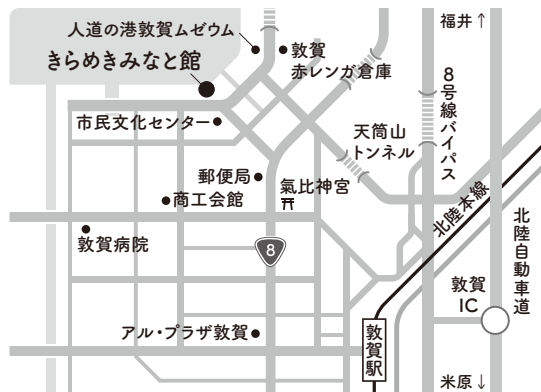 人道の港敦賀ムゼウム
きらめきみなと館
敦賀
赤レンガ倉庫
福井↑
8号線バイパス
市民文化センター
天筒山
トンネル
郵便局
氣比神宮
商工会館
北陸本線
敦賀病院
8
北陸自動車道
敦賀
IC
アル・プラザ敦賀
敦賀駅
米原↓